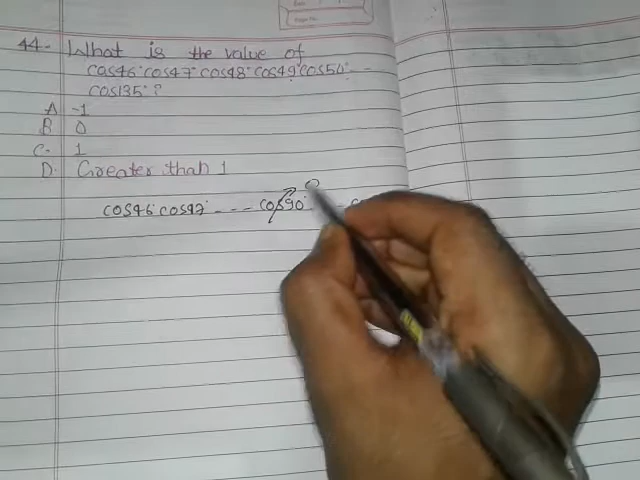 44. What is the value of
cos46° cos47° cos48° cos49° cos50° ---
cos135° ?
A. -1
B. 0
C. 1
D. Greater than 1
cos46° cos47° --- cos90° 0